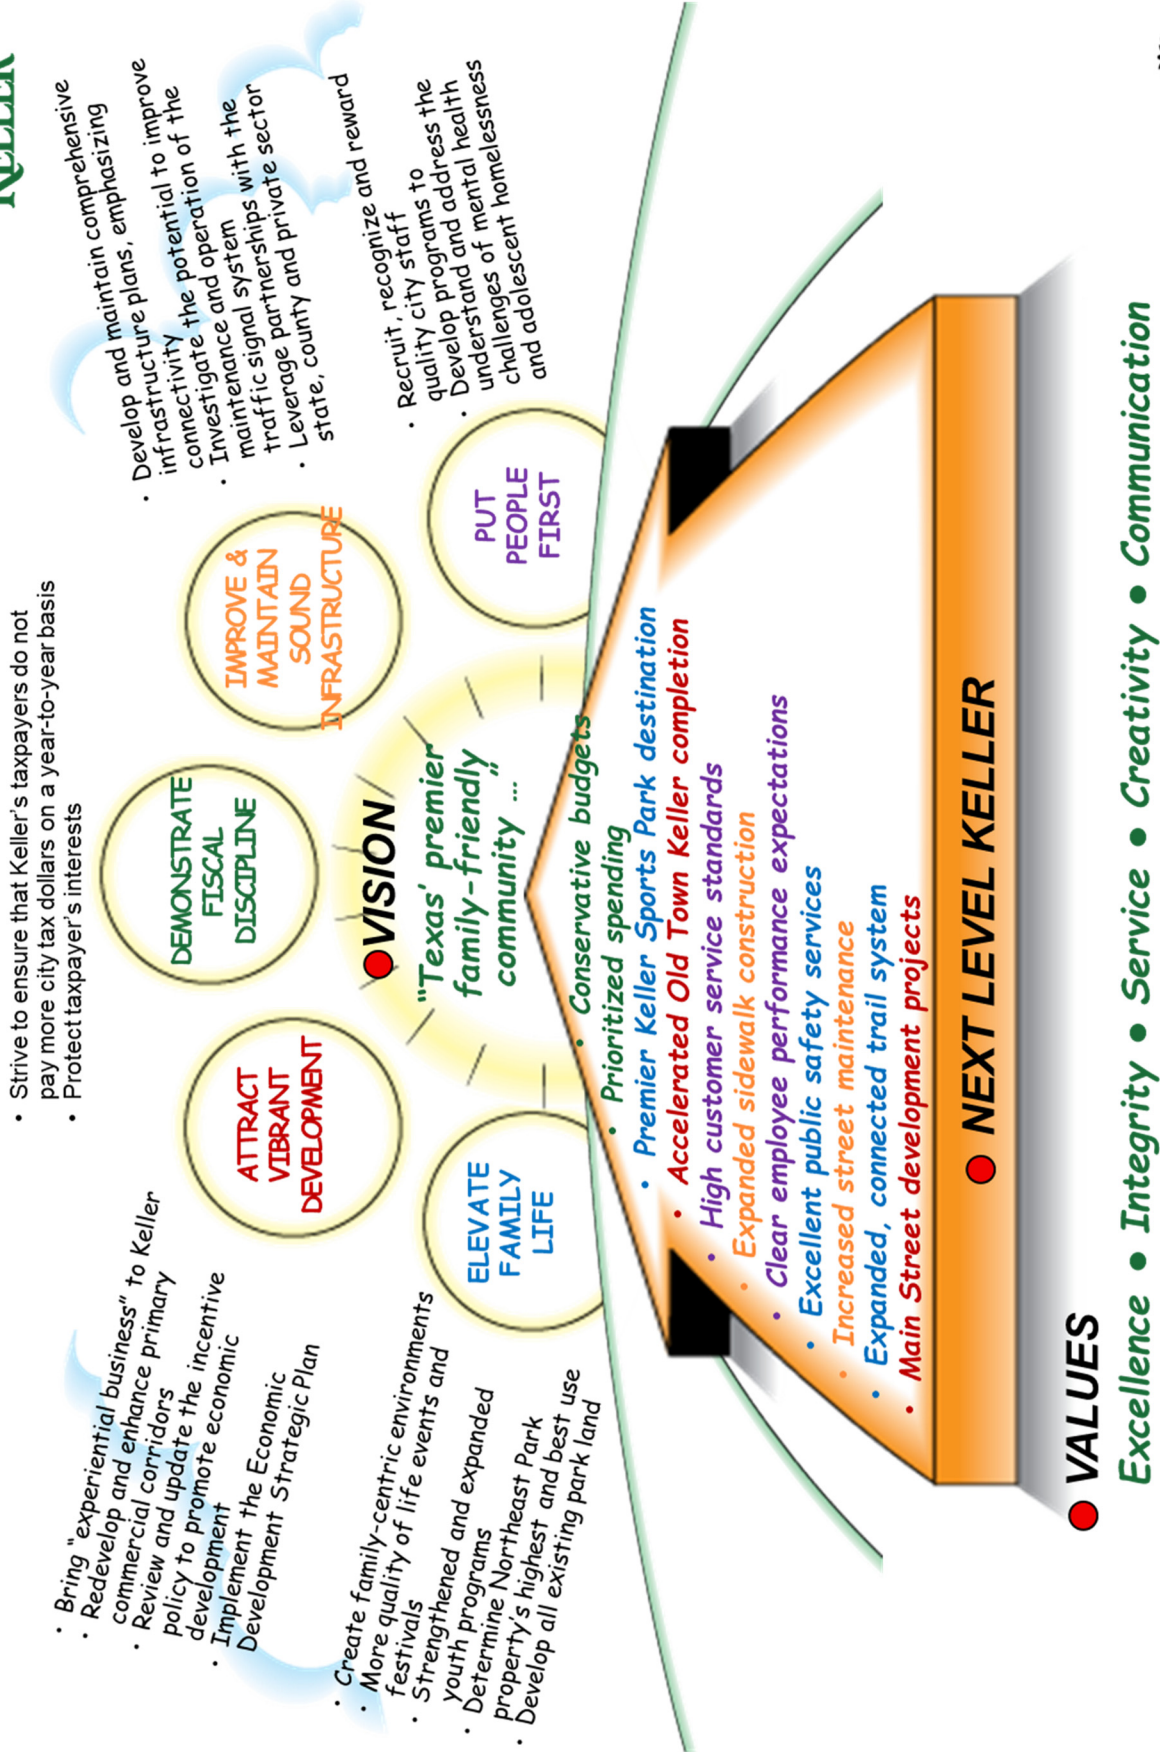 KELLER
• Strive to ensure that Keller's taxpayers do not
pay more city tax dollars on a year-to-year basis
• Protect taxpayer's interests
• Bring "experiential business" to Keller
• Redevelop and enhance primary
commercial corridors
• Review and update the incentive
policy to promote economic
development
• Implement the Economic
Development Strategic Plan
• Develop and maintain comprehensive
infrastructure plans, emphasizing
infrastructure potential to improve
connectivity
• Investigate the operation of the
maintenance and operation
maintenance system
traffic signal system
• Leverage partnerships with the
state, county and private sector
DEMONSTRATE
FISCAL
DISCIPLINE
ATTRACT
VIBRANT
DEVELOPMENT
IMPROVE &
MAINTAIN
SOUND
INFRASTRUCTURE
• Create family-centric environments
• More quality of life events and
festivals
• Strengthened and expanded
youth programs
• Determine Northeast Park
property's highest and best use
• Develop all existing park land
ELEVATE
FAMILY
LIFE
PUT
PEOPLE
FIRST
• Recruit, recognize and reward
quality city staff
• Develop programs to
understand and address the
challenges of mental health
and adolescent homelessness
VISION
"Texas' premier
family-friendly
community ..."
• Conservative budgets
• Prioritized spending
• Premier Keller Sports Park destination
• Accelerated Old Town Keller completion
• High customer service standards
• Expanded sidewalk construction
• Clear employee performance expectations
• Excellent public safety services
• Increased street maintenance
• Expanded, connected trail system
• Main Street development projects
NEXT LEVEL KELLER
VALUES
Excellence • Integrity • Service • Creativity • Communication